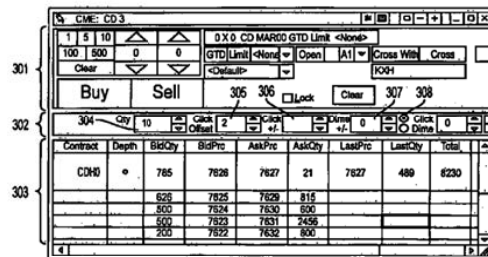 CME: CD 3
1 5 10 0 X 0 CD MAR00 GTD Limit <None>
100 500 0 0 GTD Limit <None Open A1 Cross With Cross
Clear <Default> KXH
Buy Sell Lock Clear
301
302
303
304 305 306 307 308
Qty 10 Click Offset 2 Click +/- Dime +/- 0 Click Dime 0
Contract Depth BidQty BidPrc AskPrc AskQty LastPrc LastQty Total
CDH0 785 7626 7627 21 7627 489 8230
626 7625 7629 815
500 7624 7630 600
500 7623 7631 2456
200 7622 7632 800